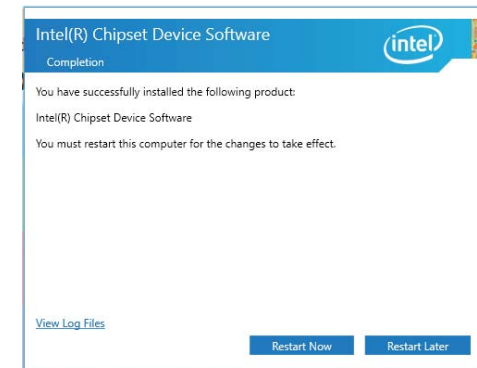 Intel(R) Chipset Device Software
intel
Completion
You have successfully installed the following product:
Intel(R) Chipset Device Software
You must restart this computer for the changes to take effect.
View Log Files
Restart Now
Restart Later